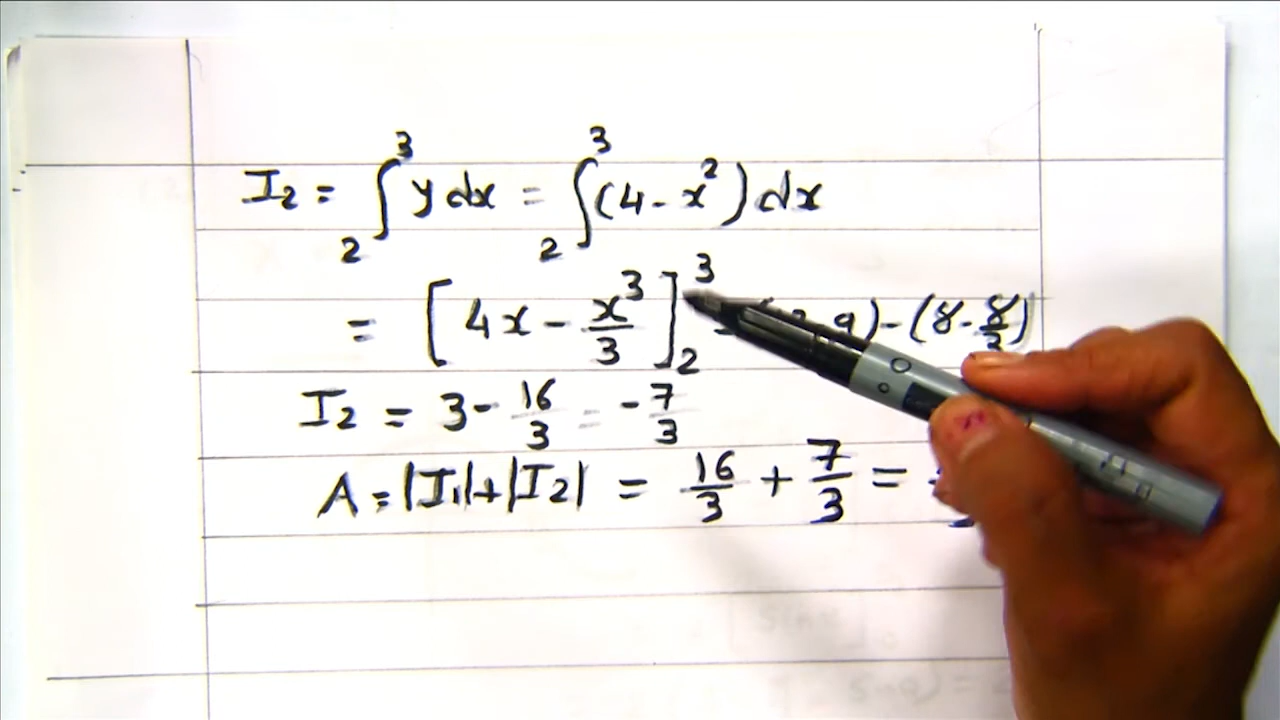 I₂ = ∫₂³ y dx = ∫₂³ (4 - x²) dx
= [4x - x³/3]₂³ 9) - (8 - 8/3)
I₂ = 3 - 16/3 = -7/3
A = |I₁| + |I₂| = 16/3 + 7/3 =